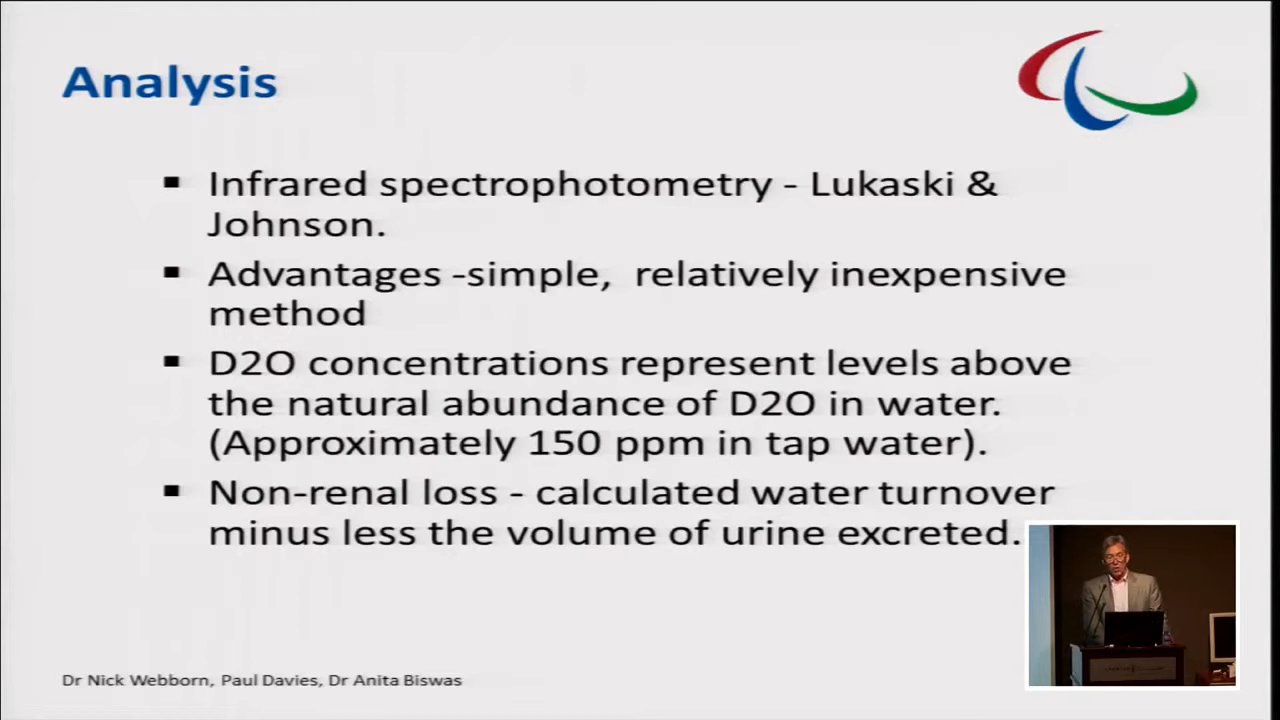 Analysis
▪ Infrared spectrophotometry - Lukaski &
Johnson.
▪ Advantages -simple, relatively inexpensive
method
▪ D2O concentrations represent levels above
the natural abundance of D2O in water.
(Approximately 150 ppm in tap water).
▪ Non-renal loss - calculated water turnover
minus less the volume of urine excreted.
Dr Nick Webborn, Paul Davies, Dr Anita Biswas